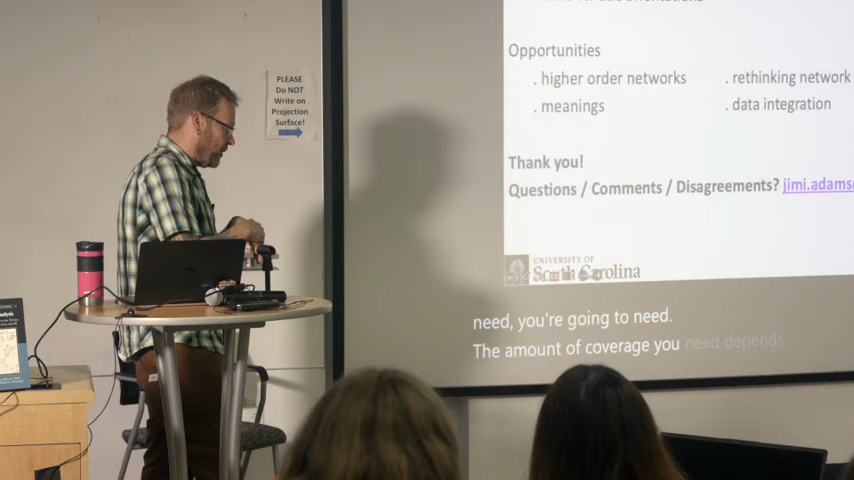 PLEASE
Do NOT
Write on
Projection
Surface!
Opportunities
. higher order networks
. rethinking network
. meanings
. data integration
Thank you!
Questions / Comments / Disagreements? jimi.adams
UNIVERSITY OF
South Carolina
need, you're going to need.
The amount of coverage you need depends
alysis